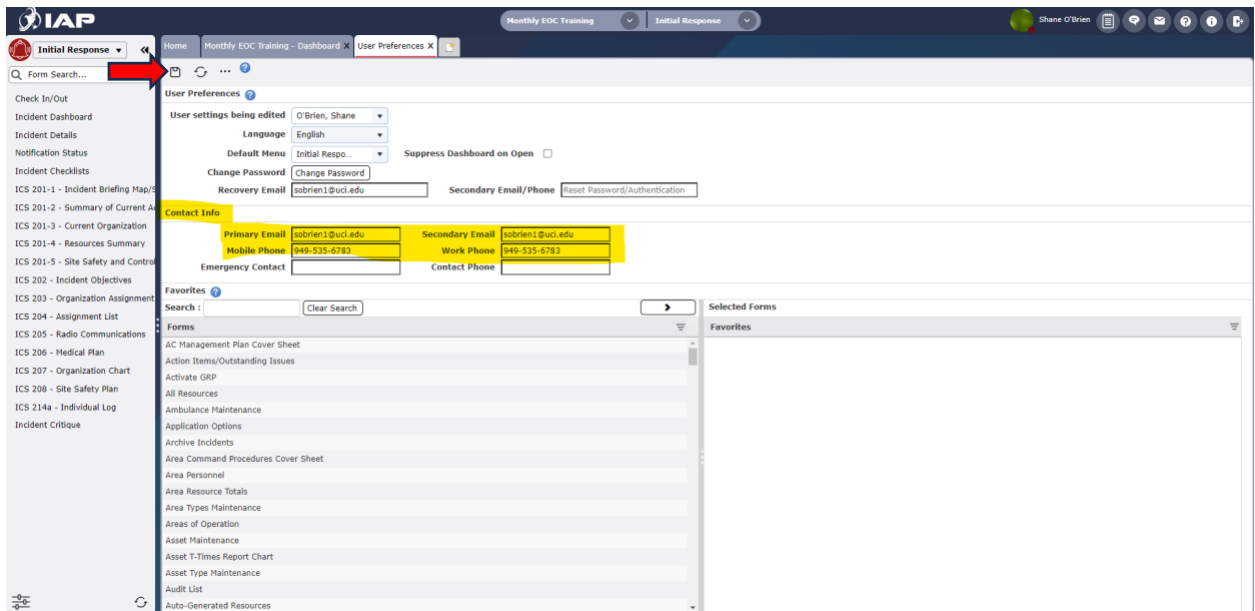 IAP
Monthly EOC Training Initial Response
Shane O'Brien
Initial Response
Home Monthly EOC Training - Dashboard X User Preferences X
Form Search...
Check In/Out
Incident Dashboard
Incident Details
Notification Status
Incident Checklists
ICS 201-1 - Incident Briefing Map/S
ICS 201-2 - Summary of Current A
ICS 201-3 - Current Organization
ICS 201-4 - Resources Summary
ICS 201-5 - Site Safety and Control
ICS 202 - Incident Objectives
ICS 203 - Organization Assignment
ICS 204 - Assignment List
ICS 205 - Radio Communications
ICS 206 - Medical Plan
ICS 207 - Organization Chart
ICS 208 - Site Safety Plan
ICS 214a - Individual Log
Incident Critique
User Preferences
User settings being edited O'Brien, Shane
Language English
Default Menu Initial Respo... Suppress Dashboard on Open
Change Password Change Password
Recovery Email sobrien1@uci.edu Secondary Email/Phone Reset Password/Authentication
Contact Info
Primary Email sobrien1@uci.edu Secondary Email sobrien1@uci.edu
Mobile Phone 949-535-6783 Work Phone 949-535-6783
Emergency Contact Contact Phone
Favorites
Search : Clear Search Selected Forms
Forms Favorites
AC Management Plan Cover Sheet
Action Items/Outstanding Issues
Activate GRP
All Resources
Ambulance Maintenance
Application Options
Archive Incidents
Area Command Procedures Cover Sheet
Area Personnel
Area Resource Totals
Area Types Maintenance
Areas of Operation
Asset Maintenance
Asset T-Times Report Chart
Asset Type Maintenance
Audit List
Auto-Generated Resources